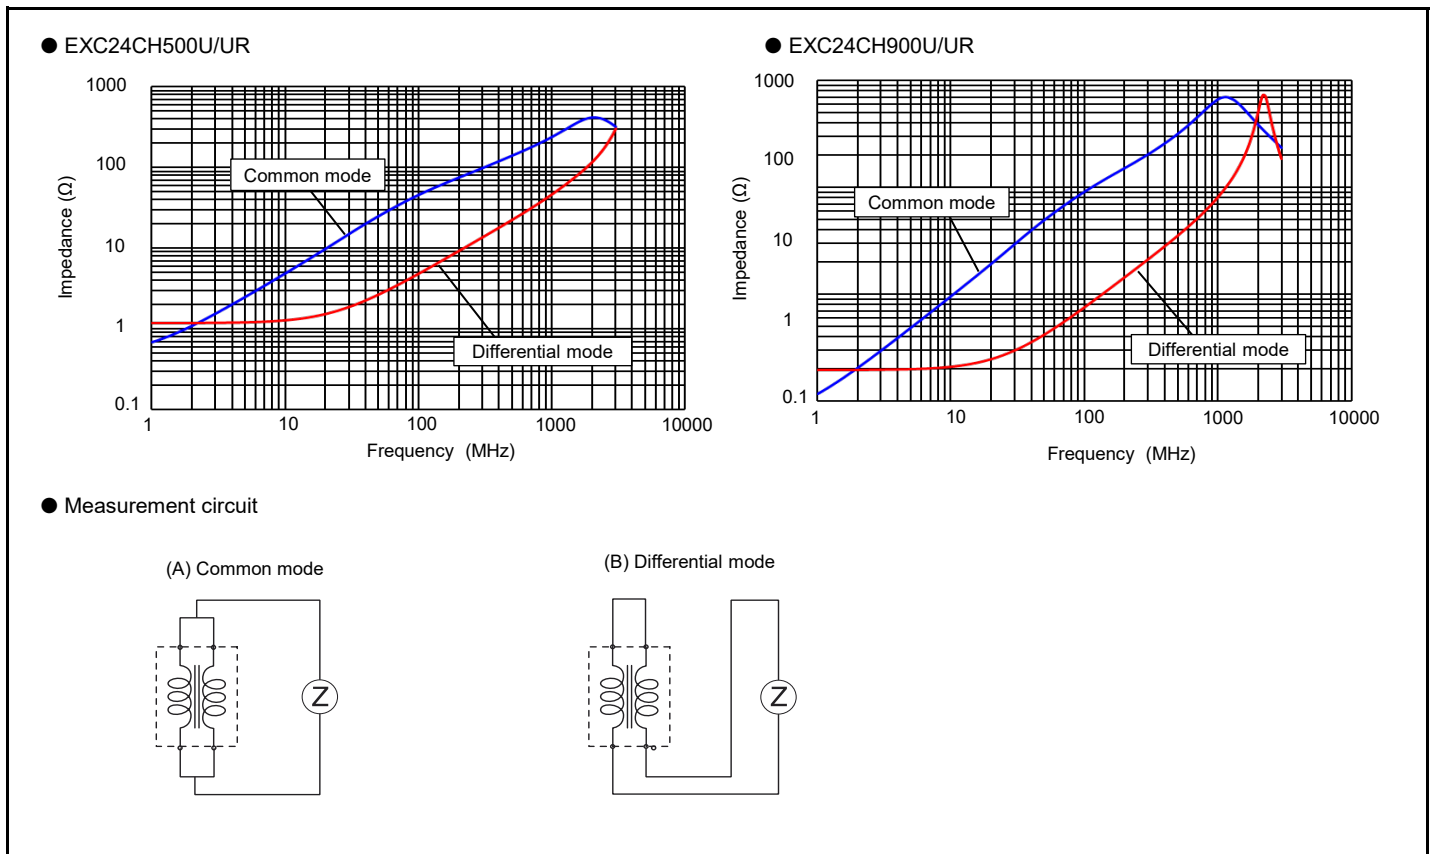 ● EXC24CH500U/UR
1000
100
10
1
0.1
Impedance (Ω)
Common mode
Differential mode
1 10 100 1000 10000
Frequency (MHz)
● EXC24CH900U/UR
1000
100
10
1
0.1
Impedance (Ω)
Common mode
Differential mode
1 10 100 1000 10000
Frequency (MHz)
● Measurement circuit
(A) Common mode
Z
(B) Differential mode
Z